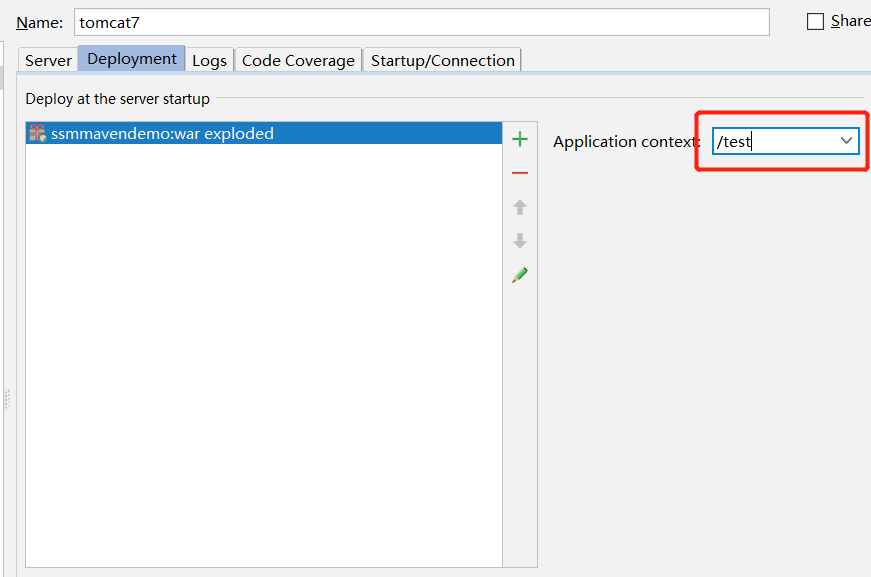 Name: tomcat7 Share
Server Deployment Logs Code Coverage Startup/Connection
Deploy at the server startup
ssmmavendemo:war exploded
Application context: /test